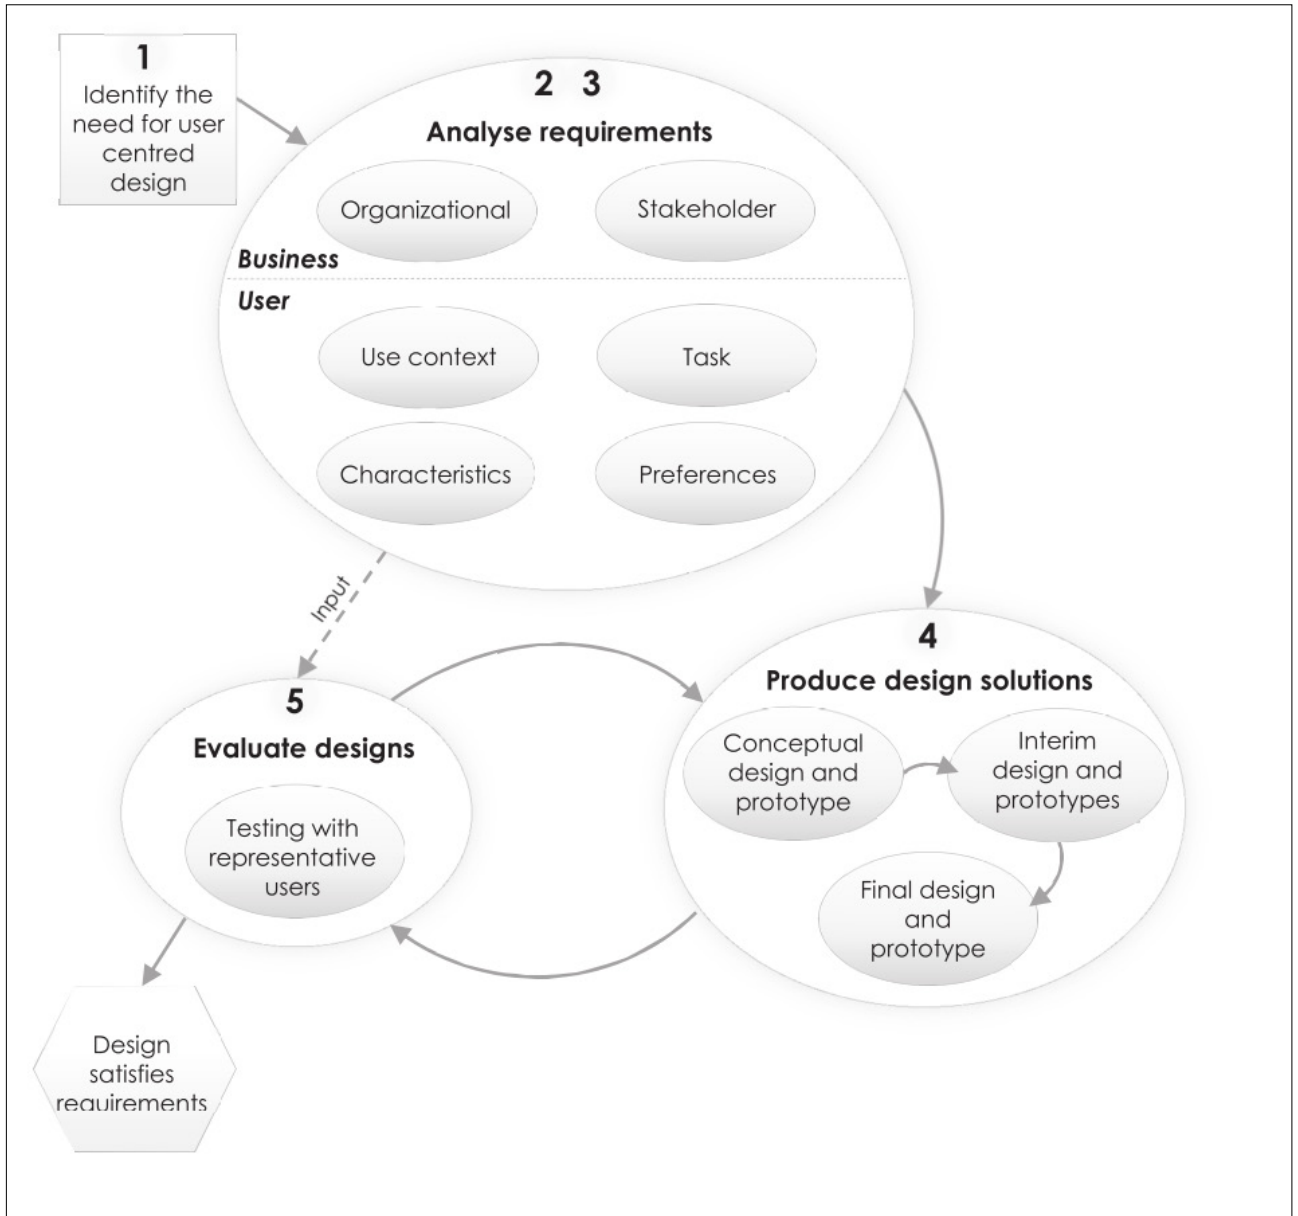 1
Identify the
need for user
centred
design
2 3
Analyse requirements
Organizational
Stakeholder
Business
User
Use context
Task
Characteristics
Preferences
Input
4
Produce design solutions
Conceptual
design and
prototype
Interim
design and
prototypes
Final design
and
prototype
5
Evaluate designs
Testing with
representative
users
Design
satisfies
requirements